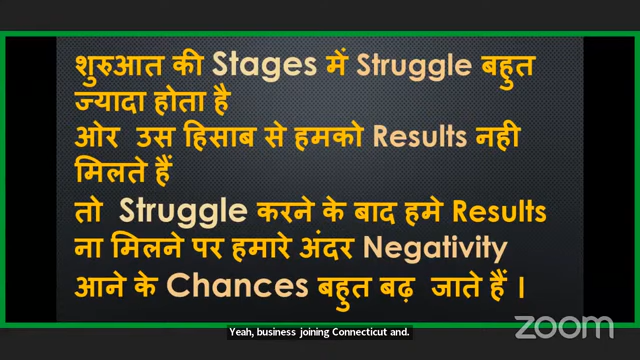 शुरुआत की Stages में Struggle बहुत
ज्यादा होता है
ओर उस हिसाब से हमको Results नही
मिलते हैं
तो Struggle करने के बाद हमे Results
ना मिलने पर हमारे अंदर Negativity
आने के Chances बहुत बढ़ जाते हैं ।
zoom
Yeah, business joining Connecticut and.